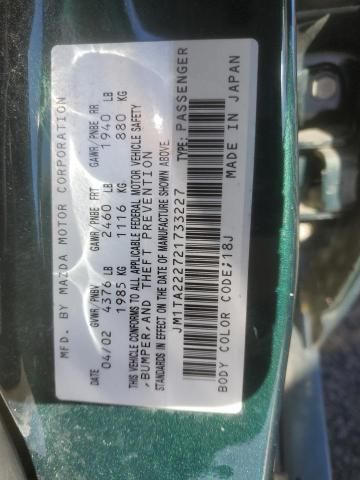 MFD. BY MAZDA MOTOR CORPORATION
DATE GVWR/PNBV GAWR/PNBE FRT GAWR/PNBE RR
04/02 4376 LB 2460 LB 1940 LB
1985 KG 1116 KG 880 KG
THIS VEHICLE CONFORMS TO ALL APPLICABLE FEDERAL MOTOR VEHICLE SAFETY
,BUMPER, AND THEFT PREVENTION
STANDARDS IN EFFECT ON THE DATE OF MANUFACTURE SHOWN ABOVE.
JM1TA222721733227 TYPE: PASSENGER
BODY COLOR CODE:18J MADE IN JAPAN